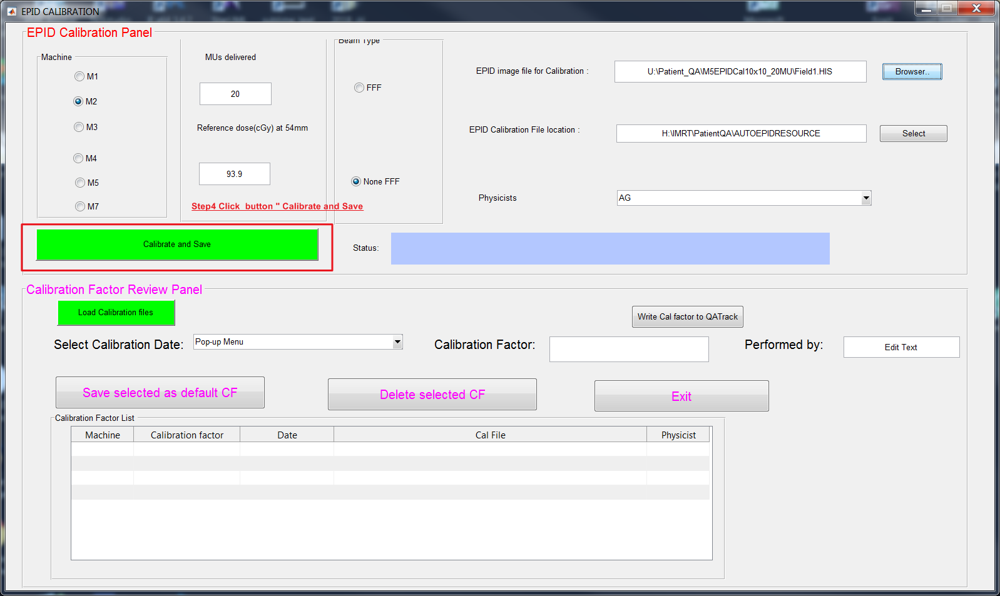 EPID CALIBRATION
EPID Calibration Panel
Machine
M1
M2
M3
M4
M5
M7
MUs delivered
20
Reference dose(cGy) at 54mm
93.9
Beam Type
FFF
None FFF
EPID image file for Calibration :
U:\Patient_QA\M5EPIDCal10x10_20MU\Field1.HIS
Browser..
EPID Calibration File location :
H:\IMRT\PatientQA\AUTOEPIDRESOURCE
Select
Physicists
AG
Step4 Click  button " Calibrate and Save
Calibrate and Save
Status:
Calibration Factor Review Panel
Load Calibration files
Write Cal factor to QATrack
Select Calibration Date:
Pop-up Menu
Calibration Factor:
Performed by:
Edit Text
Save selected as default CF
Delete selected CF
Exit
Calibration Factor List
Machine
Calibration factor
Date
Cal File
Physicist